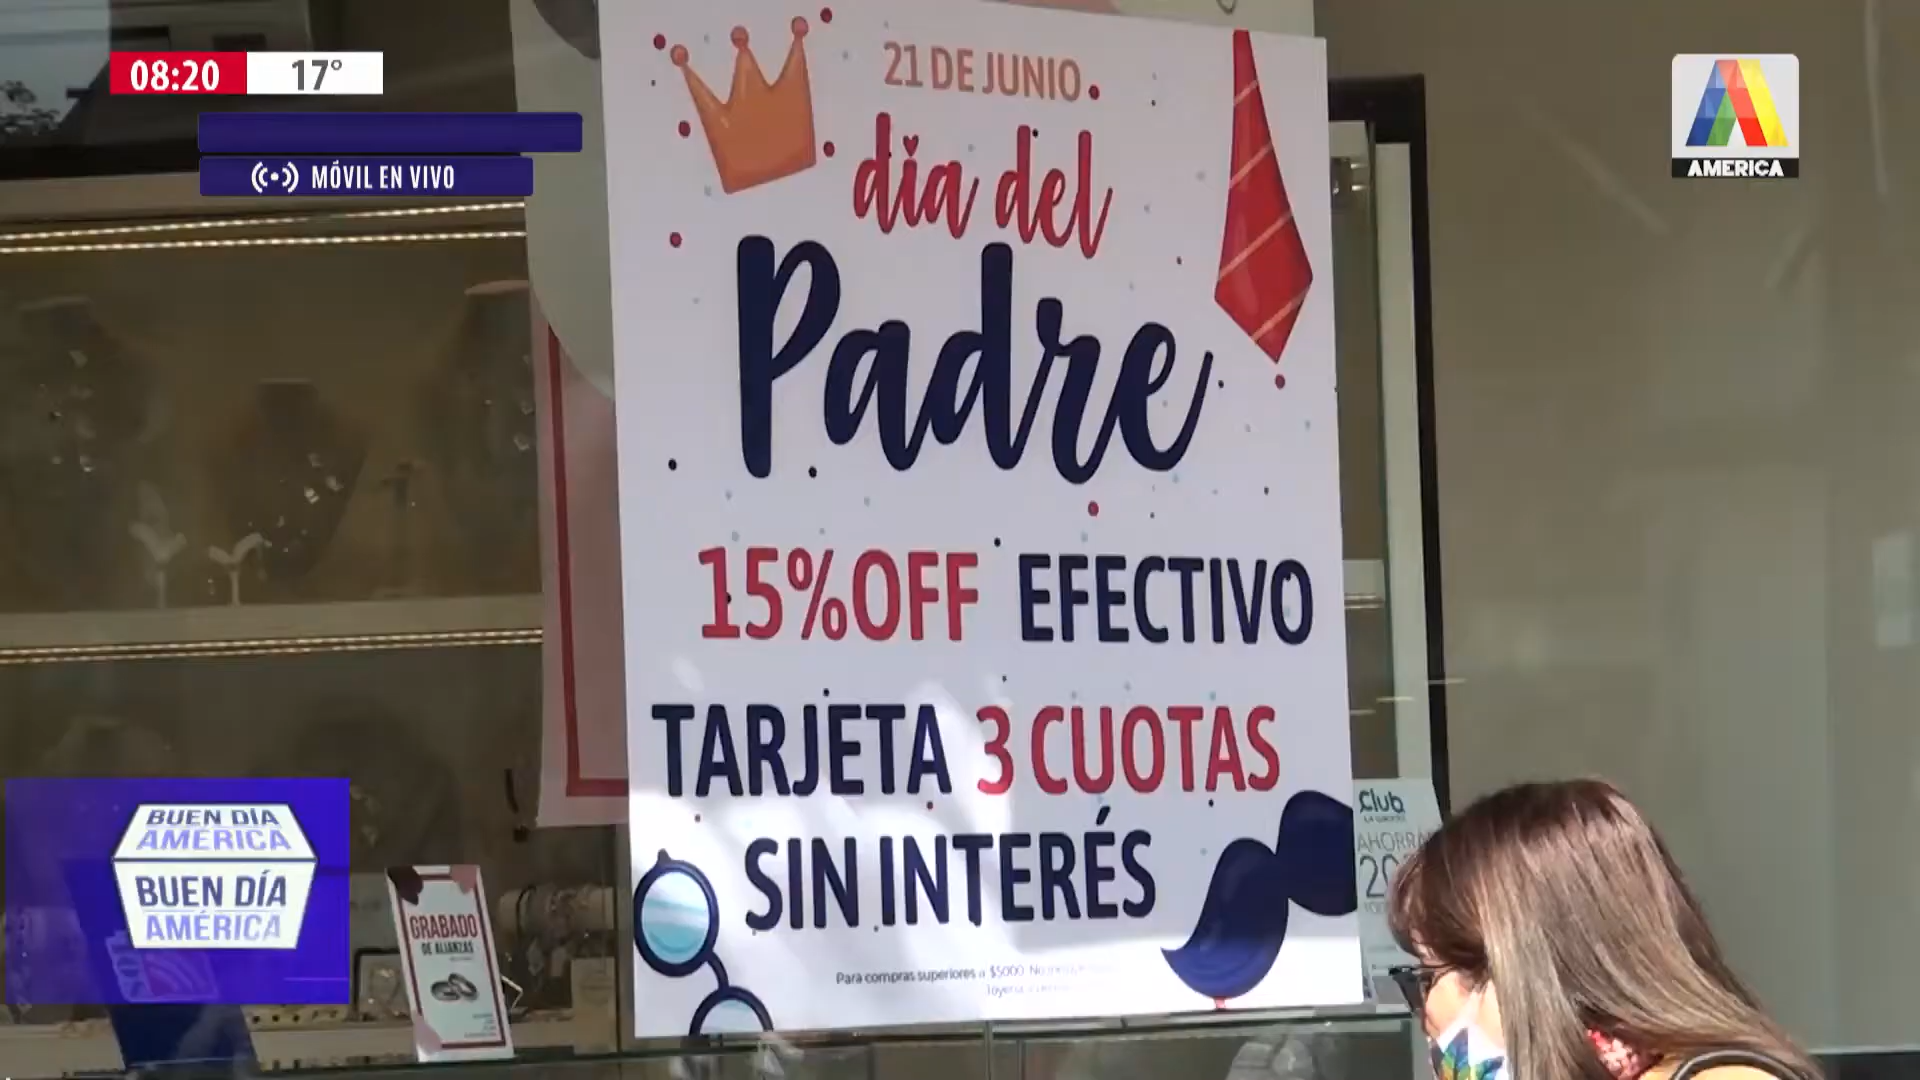 08:20 17°
MÓVIL EN VIVO
AMERICA
21 DE JUNIO
dia del
Padre
15%OFF EFECTIVO
TARJETA 3 CUOTAS
SIN INTERÉS
Para compras superiores a $5000
Club
AHORRA
BUEN DÍA
AMÉRICA
BUEN DÍA
AMÉRICA
GRABADO
DE ALIANZAS